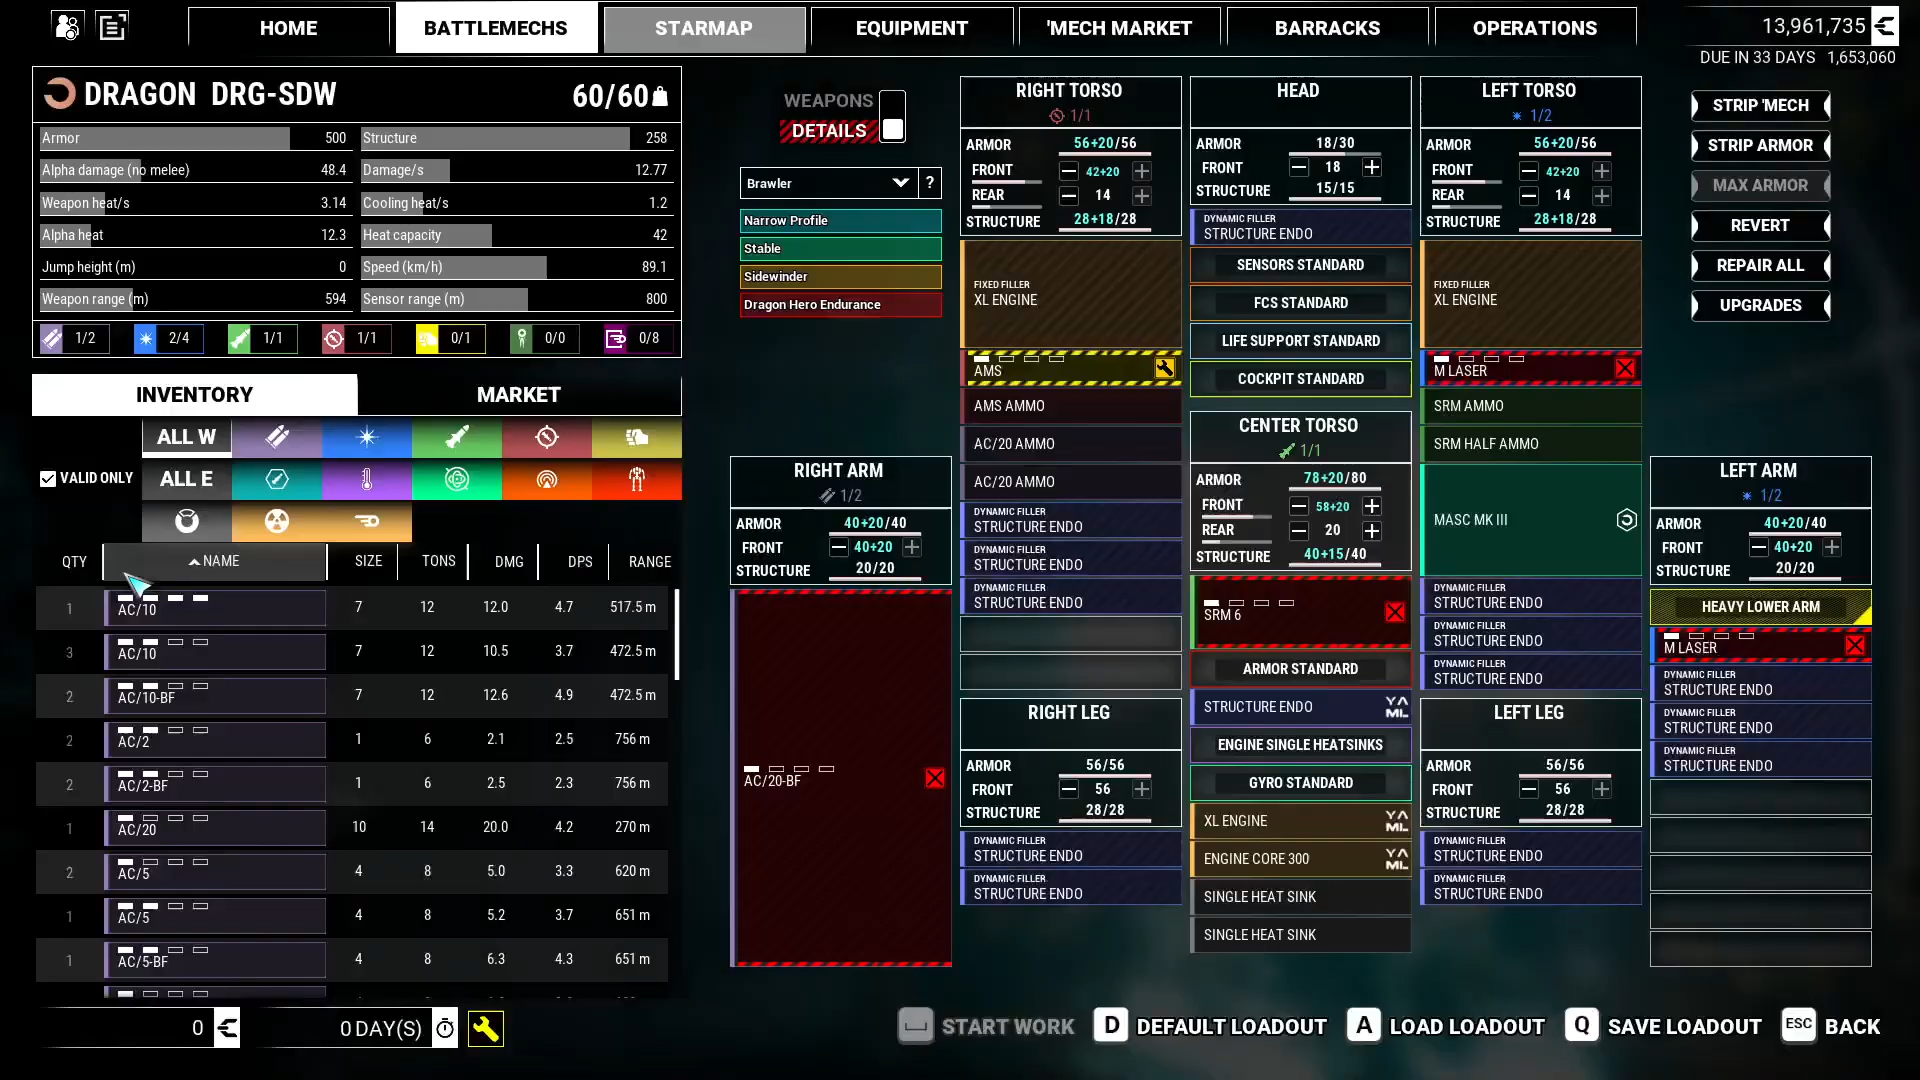 HOME
BATTLEMECHS
STARMAP
EQUIPMENT
'MECH MARKET
BARRACKS
OPERATIONS
13,961,735
DUE IN 33 DAYS 1,653,060
DRAGON DRG-SDW 60/60
Armor 500 Structure 258
Alpha damage (no melee) 48.4 Damage/s 12.77
Weapon heat/s 3.14 Cooling heat/s 1.2
Alpha heat 12.3 Heat capacity 42
Jump height (m) 0 Speed (km/h) 89.1
Weapon range (m) 594 Sensor range (m) 800
1/2 2/4 1/1 1/1 0/1 0/0 0/8
INVENTORY MARKET
ALL W
VALID ONLY ALL E
QTY NAME SIZE TONS DMG DPS RANGE
1 AC/10 7 12 12.0 4.7 517.5 m
3 AC/10 7 12 10.5 3.7 472.5 m
2 AC/10-BF 7 12 12.6 4.9 472.5 m
2 AC/2 1 6 2.1 2.5 756 m
2 AC/2-BF 1 6 2.5 2.3 756 m
1 AC/20 10 14 20.0 4.2 270 m
2 AC/5 4 8 5.0 3.3 620 m
1 AC/5 4 8 5.2 3.7 651 m
1 AC/5-BF 4 8 6.3 4.3 651 m
0
0 DAY(S)
WEAPONS
DETAILS
Brawler ?
Narrow Profile
Stable
Sidewinder
Dragon Hero Endurance
RIGHT ARM
1/2
ARMOR 40+20/40
FRONT 40+20
STRUCTURE 20/20
AC/20-BF
RIGHT TORSO
1/1
ARMOR 56+20/56
FRONT 42+20
REAR 14
STRUCTURE 28+18/28
FIXED FILLER
XL ENGINE
AMS
AMS AMMO
AC/20 AMMO
AC/20 AMMO
DYNAMIC FILLER
STRUCTURE ENDO
DYNAMIC FILLER
STRUCTURE ENDO
DYNAMIC FILLER
STRUCTURE ENDO
RIGHT LEG
ARMOR 56/56
FRONT 56
STRUCTURE 28/28
DYNAMIC FILLER
STRUCTURE ENDO
DYNAMIC FILLER
STRUCTURE ENDO
HEAD
ARMOR 18/30
FRONT 18
STRUCTURE 15/15
DYNAMIC FILLER
STRUCTURE ENDO
SENSORS STANDARD
FCS STANDARD
LIFE SUPPORT STANDARD
COCKPIT STANDARD
CENTER TORSO
1/1
ARMOR 78+20/80
FRONT 58+20
REAR 20
STRUCTURE 40+15/40
SRM 6
ARMOR STANDARD
STRUCTURE ENDO YAML
ENGINE SINGLE HEATSINKS
GYRO STANDARD
XL ENGINE YAML
ENGINE CORE 300 YAML
SINGLE HEAT SINK
SINGLE HEAT SINK
LEFT TORSO
1/2
ARMOR 56+20/56
FRONT 42+20
REAR 14
STRUCTURE 28+18/28
FIXED FILLER
XL ENGINE
M LASER
SRM AMMO
SRM HALF AMMO
MASC MK III
DYNAMIC FILLER
STRUCTURE ENDO
DYNAMIC FILLER
STRUCTURE ENDO
DYNAMIC FILLER
STRUCTURE ENDO
LEFT LEG
ARMOR 56/56
FRONT 56
STRUCTURE 28/28
DYNAMIC FILLER
STRUCTURE ENDO
DYNAMIC FILLER
STRUCTURE ENDO
STRIP 'MECH
STRIP ARMOR
MAX ARMOR
REVERT
REPAIR ALL
UPGRADES
LEFT ARM
1/2
ARMOR 40+20/40
FRONT 40+20
STRUCTURE 20/20
HEAVY LOWER ARM
M LASER
DYNAMIC FILLER
STRUCTURE ENDO
DYNAMIC FILLER
STRUCTURE ENDO
DYNAMIC FILLER
STRUCTURE ENDO
START WORK
D DEFAULT LOADOUT
A LOAD LOADOUT
Q SAVE LOADOUT
ESC BACK